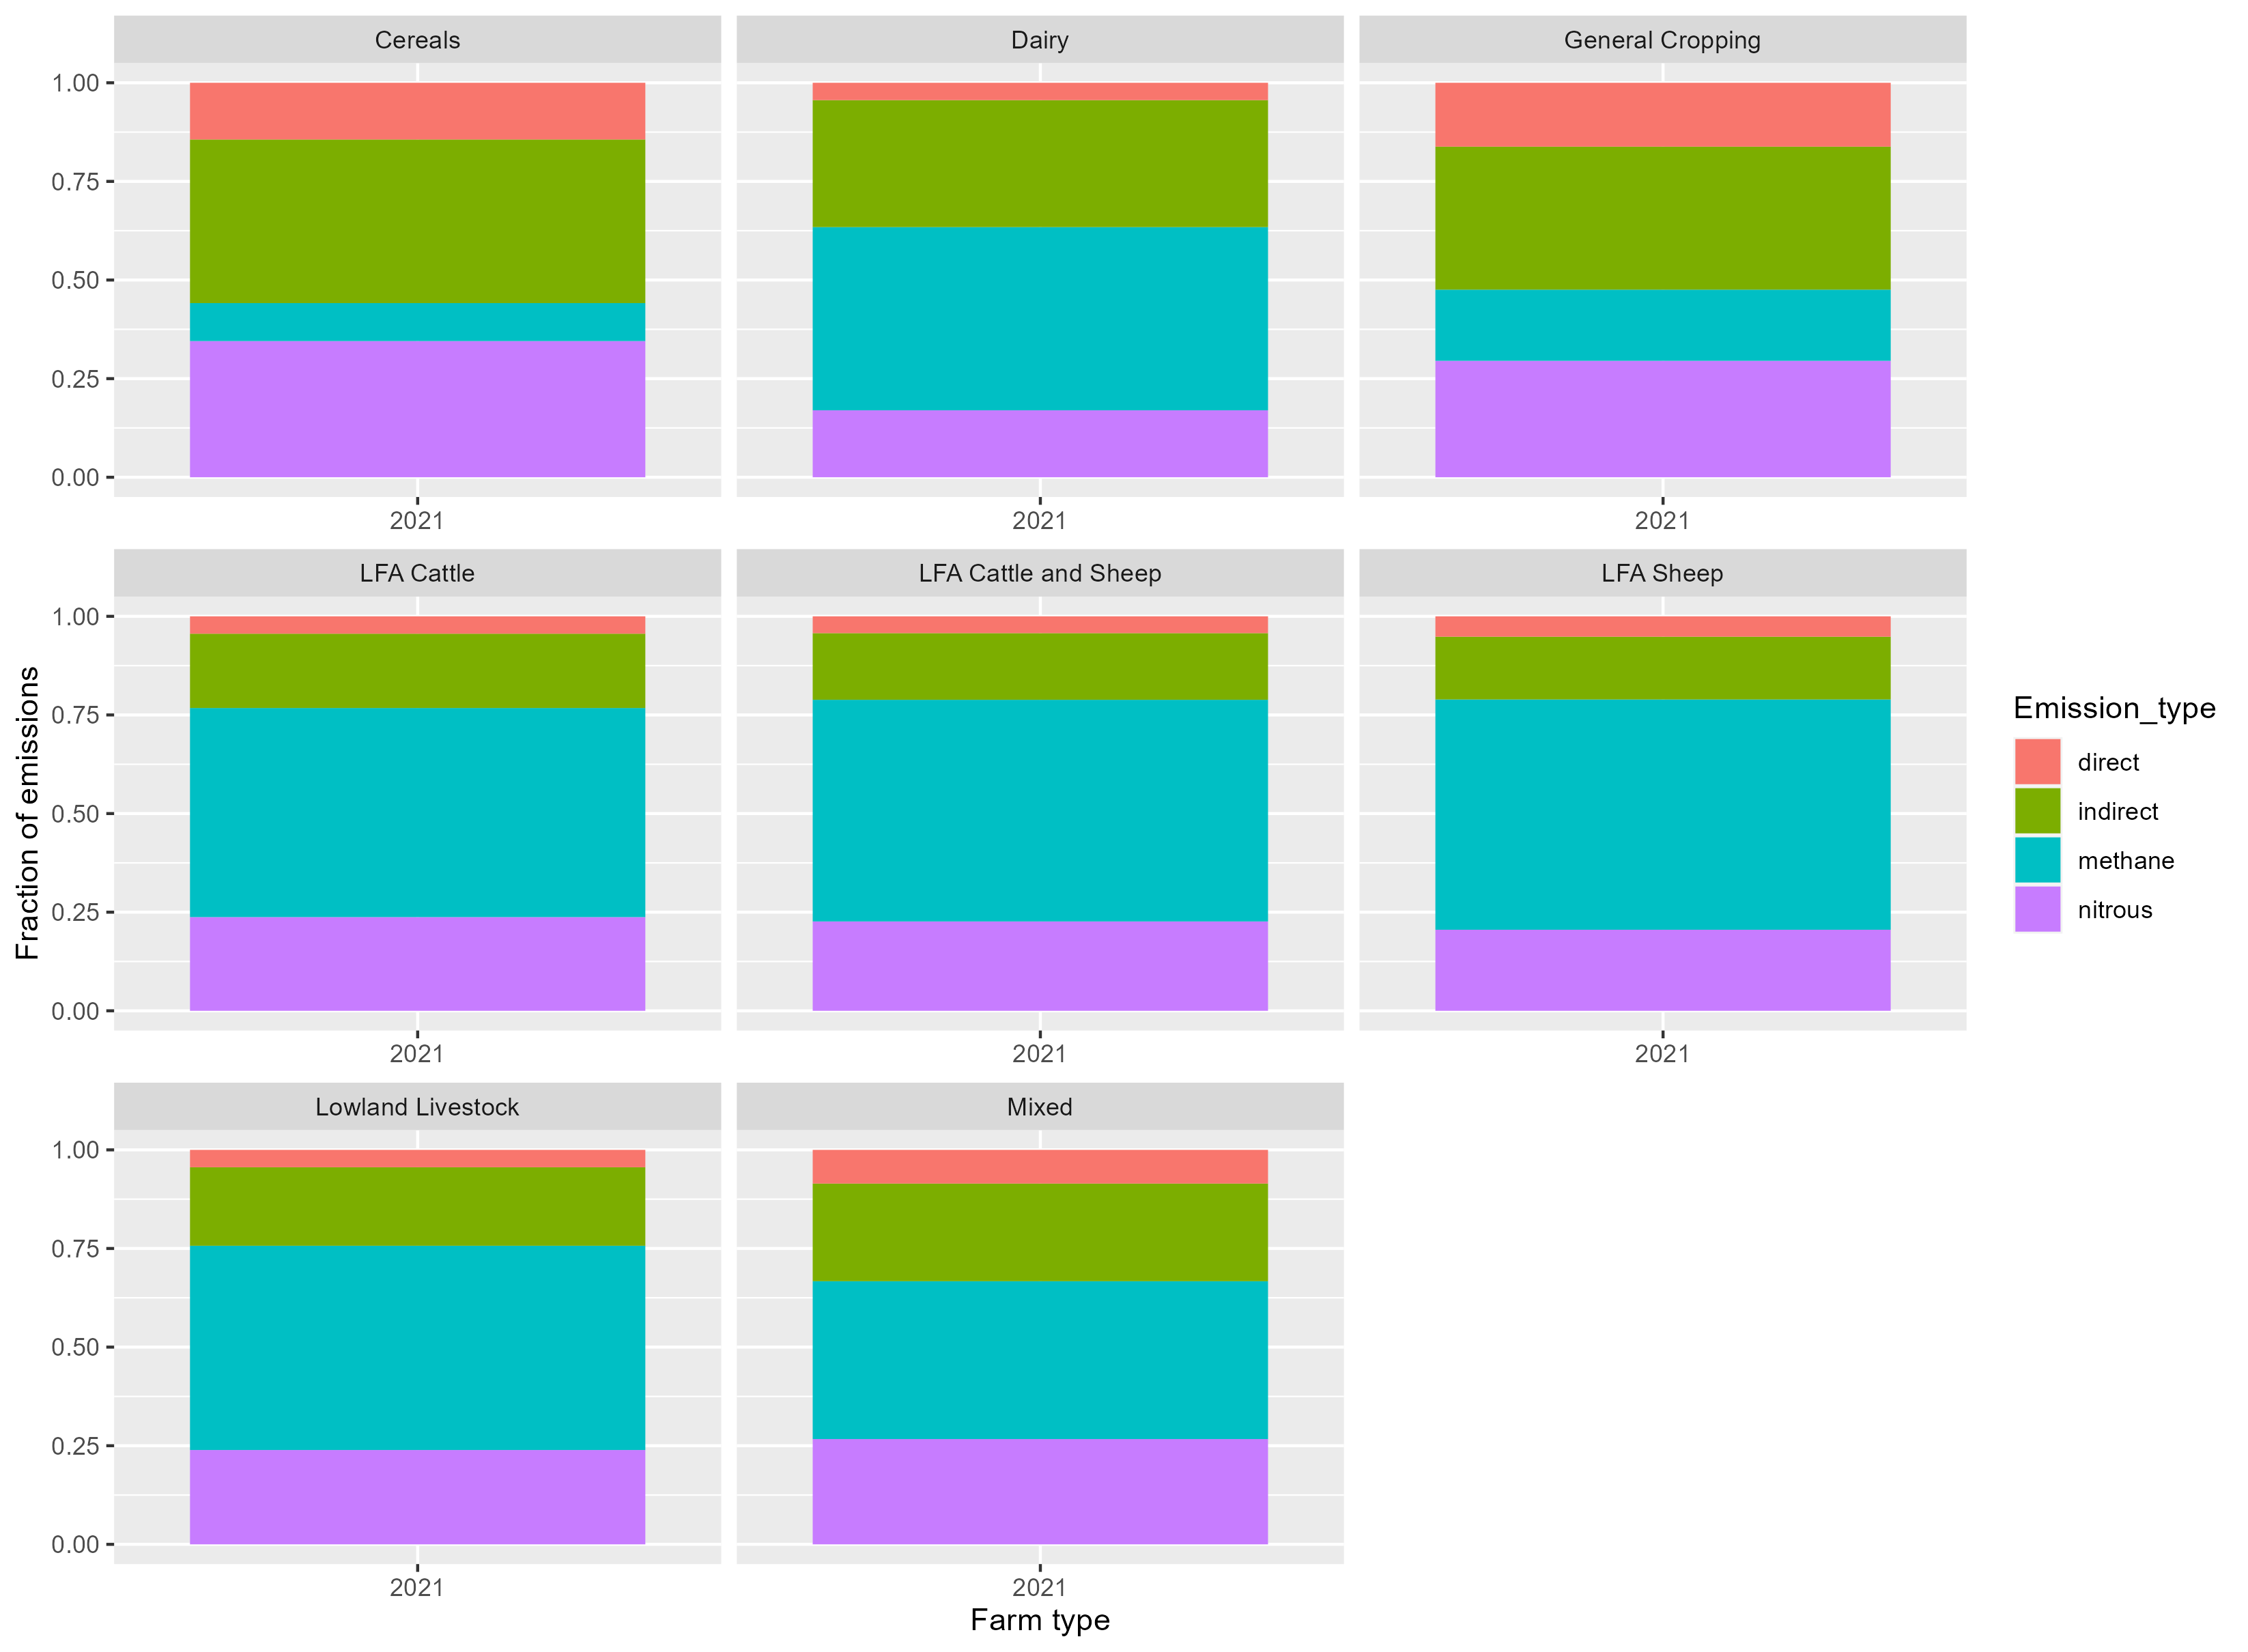 Cereals
Dairy
General Cropping
1.00
0.75
0.50
0.25
0.00
2021
2021
2021
LFA Cattle
LFA Cattle and Sheep
LFA Sheep
1.00
0.75
0.50
0.25
0.00
2021
2021
2021
Lowland Livestock
Mixed
1.00
0.75
0.50
0.25
0.00
2021
2021
Farm type
Fraction of emissions
Emission_type
direct
indirect
methane
nitrous